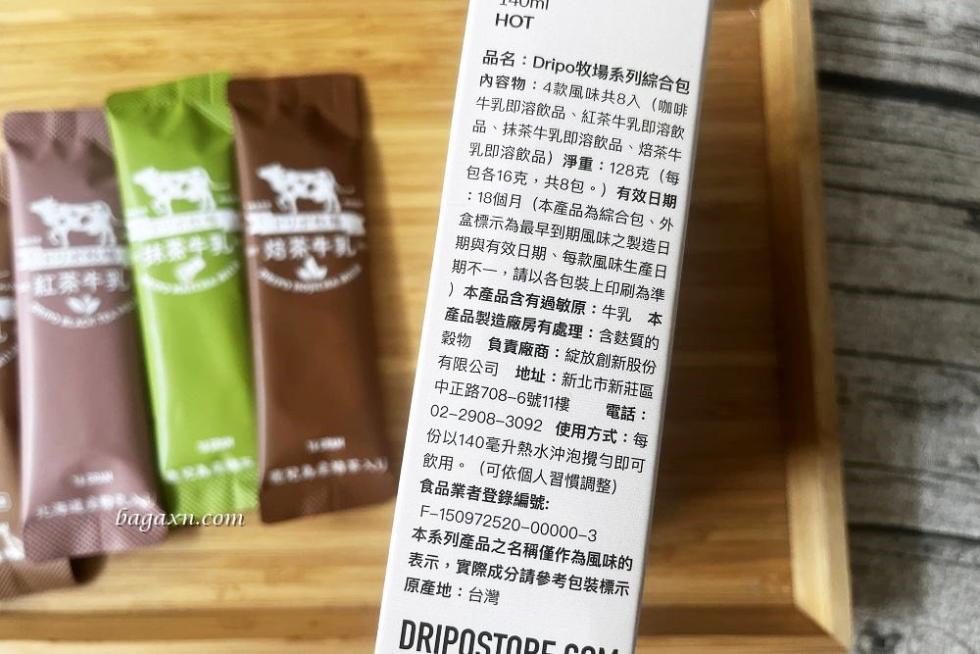 140ml
HOT
品名：Dripo牧場系列綜合包
內容物：4款風味共8入（咖啡
牛乳即溶飲品、紅茶牛乳即溶飲
品、抹茶牛乳即溶飲品、焙茶牛
乳即溶飲品）淨重：128克（每
包各16克，共8包。）有效日期
：18個月（本產品為綜合包、外
盒標示為最早到期風味之製造日
期與有效日期、每款風味生產日
期不一，請以各包裝上印刷為準
）本產品含有過敏原：牛乳 本
產品製造廠房有處理：含麩質的
穀物 負責廠商：綻放創新股份
有限公司 地址：新北市新莊區
中正路708-6號11樓 電話：
02-2908-3092 使用方式：每
份以140毫升熱水沖泡攪勻即可
飲用。（可依個人習慣調整）
食品業者登錄編號:
F-150972520-00000-3
本系列產品之名稱僅作為風味的
表示，實際成分請參考包裝標示
原產地：台灣
DRIPOSTORE.COM
紅茶牛乳
抹茶牛乳
焙茶牛乳
bagaxn.com